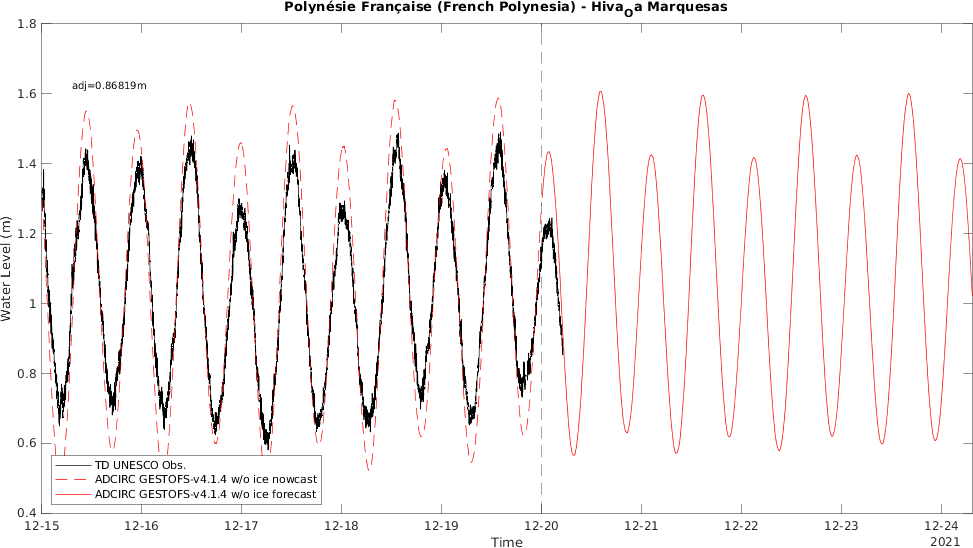 Polynésie Française (French Polynesia) - HivaOa Marquesas
1.8
1.6
1.4
1.2
1
0.8
0.6
0.4
Water Level (m)
adj=0.86819m
TD UNESCO Obs.
ADCIRC GESTOFS-v4.1.4 w/o ice nowcast
ADCIRC GESTOFS-v4.1.4 w/o ice forecast
12-15 12-16 12-17 12-18 12-19 12-20 12-21 12-22 12-23 12-24
Time 2021